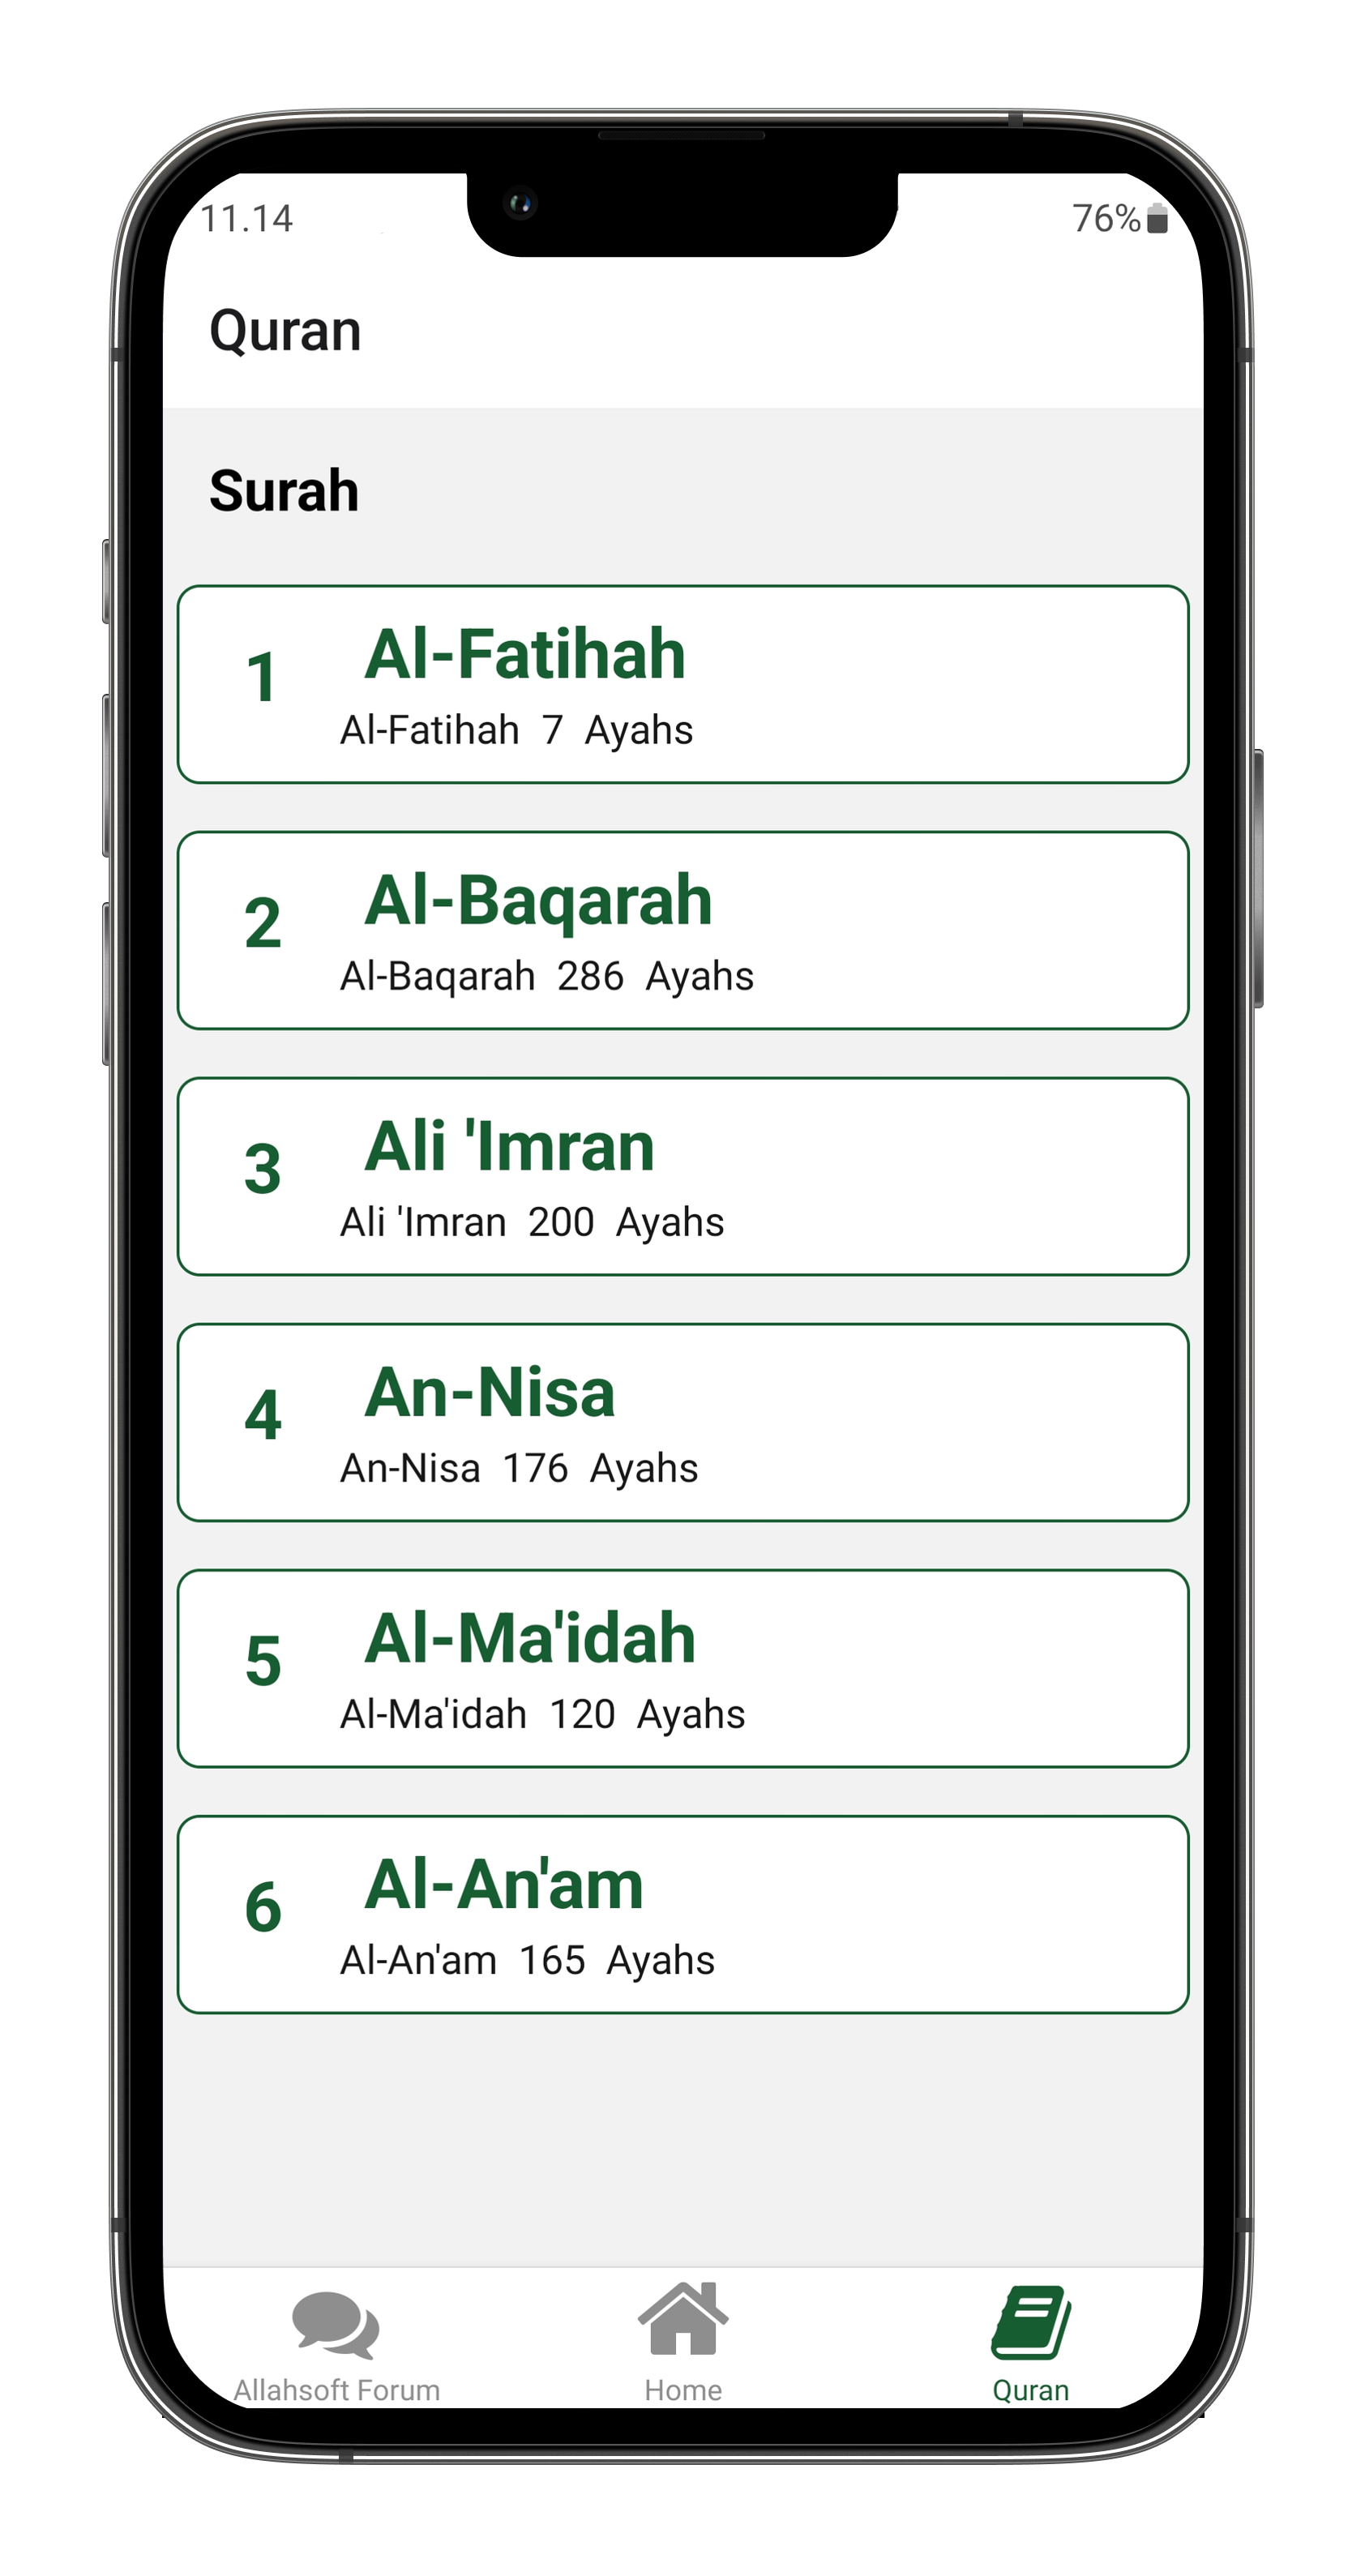 11.14
76%
Quran
Surah
1
Al-Fatihah
Al-Fatihah 7 Ayahs
2
Al-Baqarah
Al-Baqarah 286 Ayahs
3
Ali 'Imran
Ali 'Imran 200 Ayahs
4
An-Nisa
An-Nisa 176 Ayahs
5
Al-Ma'idah
Al-Ma'idah 120 Ayahs
6
Al-An'am
Al-An'am 165 Ayahs
Allahsoft Forum
Home
Quran